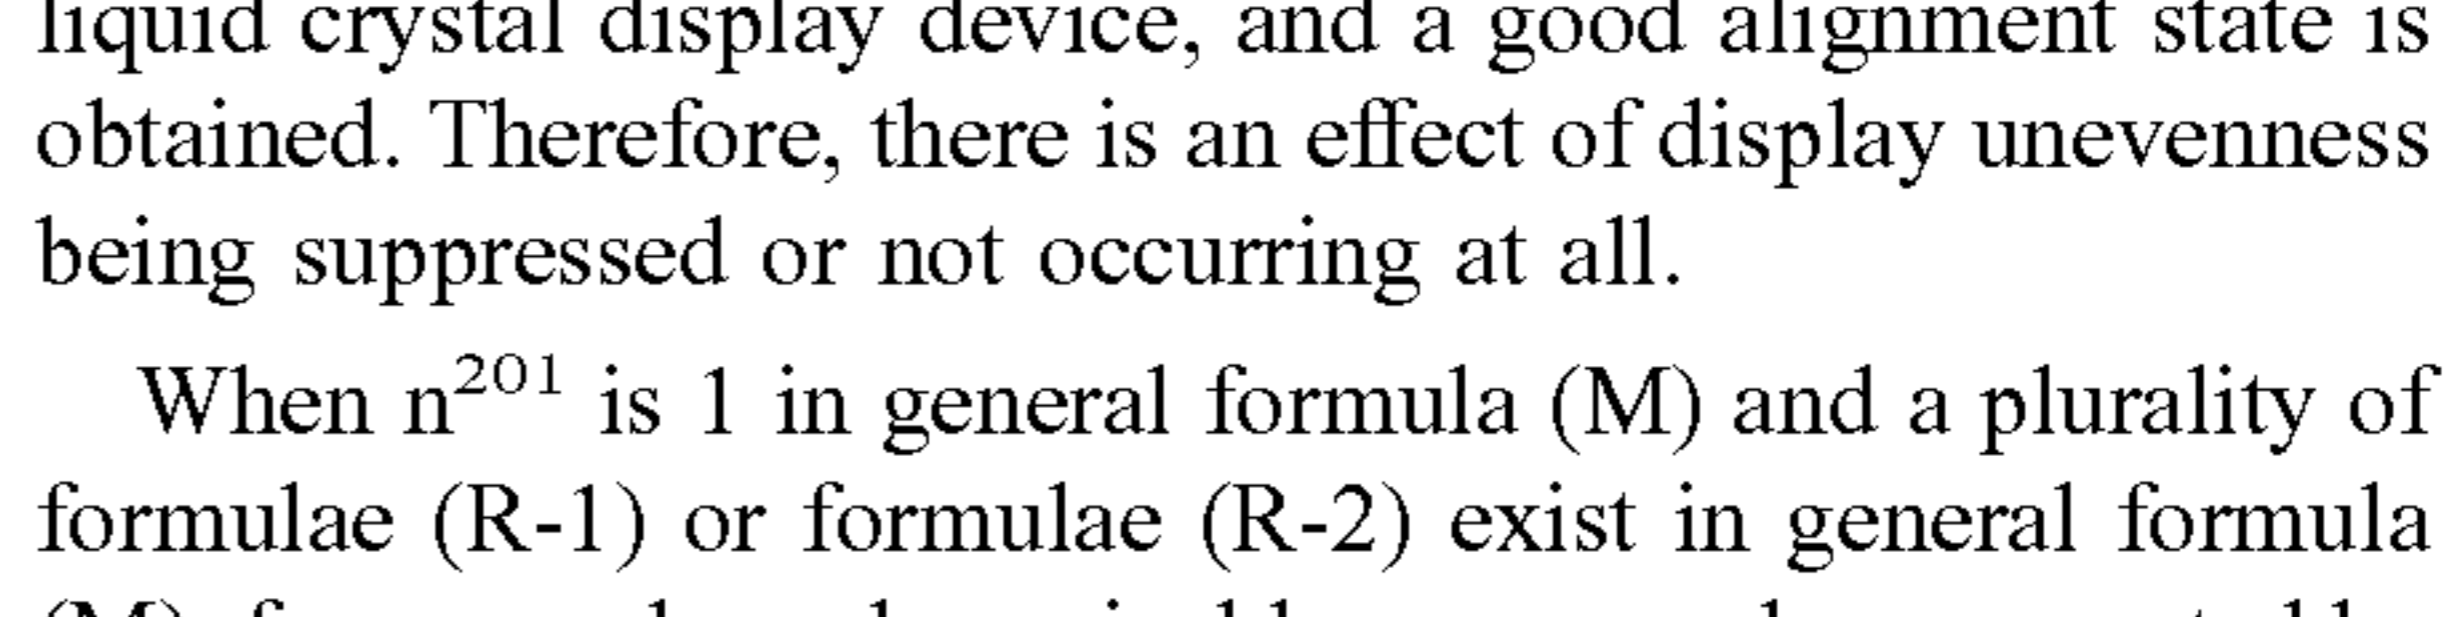 liquid crystal display device, and a good alignment state is
obtained. Therefore, there is an effect of display unevenness
being suppressed or not occurring at all.
When n²⁰¹ is 1 in general formula (M) and a plurality of
formulae (R-1) or formulae (R-2) exist in general formula